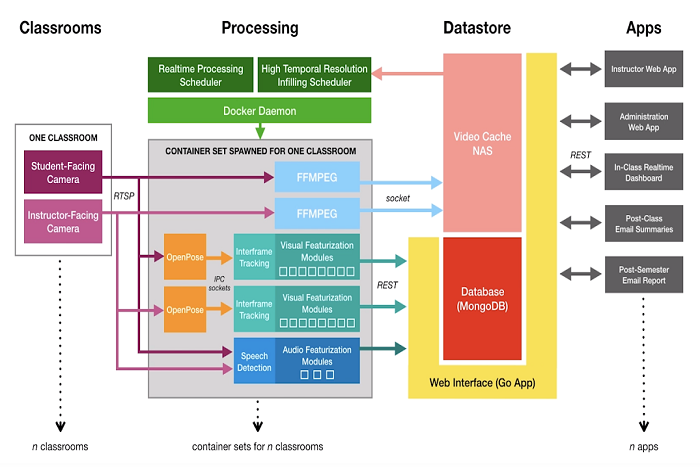 Classrooms
Processing
Datastore
Apps
Realtime Processing
Scheduler
High Temporal Resolution
Infilling Scheduler
Docker Daemon
ONE CLASSROOM
Student-Facing
Camera
Instructor-Facing
Camera
RTSP
CONTAINER SET SPAWNED FOR ONE CLASSROOM
FFMPEG
FFMPEG
socket
OpenPose
IPC
sockets
Interframe
Tracking
Visual Featurization
Modules
OpenPose
Interframe
Tracking
Visual Featurization
Modules
Speech
Detection
Audio Featurization
Modules
REST
Video Cache
NAS
Database
(MongoDB)
Web Interface (Go App)
REST
Instructor Web App
Administration
Web App
In-Class Realtime
Dashboard
Post-Class
Email Summaries
Post-Semester
Email Report
n classrooms
container sets for n classrooms
n apps